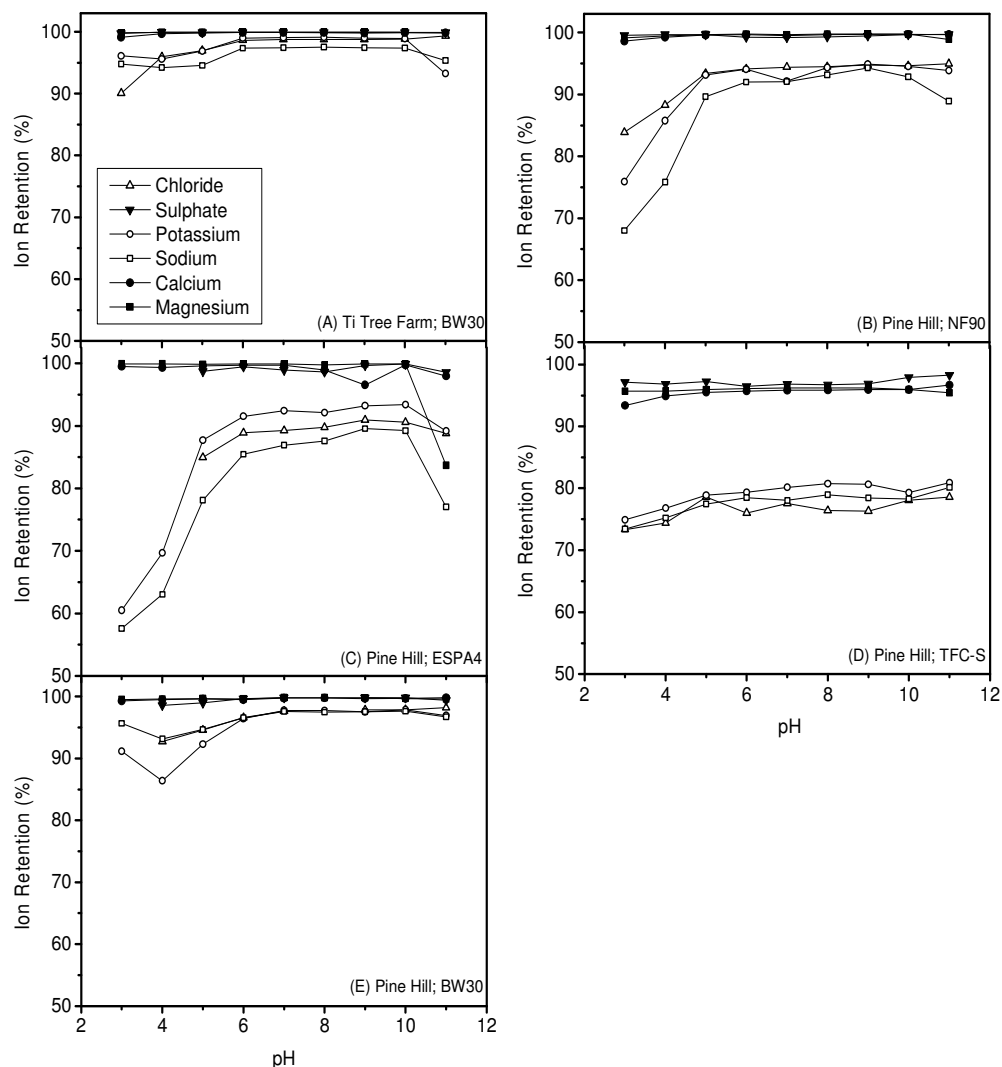 100
90
80
70
60
50
Ion Retention (%)
Chloride
Sulphate
Potassium
Sodium
Calcium
Magnesium
(A) Ti Tree Farm; BW30
100
90
80
70
60
50
Ion Retention (%)
(B) Pine Hill; NF90
100
90
80
70
60
50
Ion Retention (%)
(C) Pine Hill; ESPA4
100
90
80
70
60
50
Ion Retention (%)
(D) Pine Hill; TFC-S
2 4 6 8 10 12
pH
100
90
80
70
60
50
Ion Retention (%)
(E) Pine Hill; BW30
2 4 6 8 10 12
pH